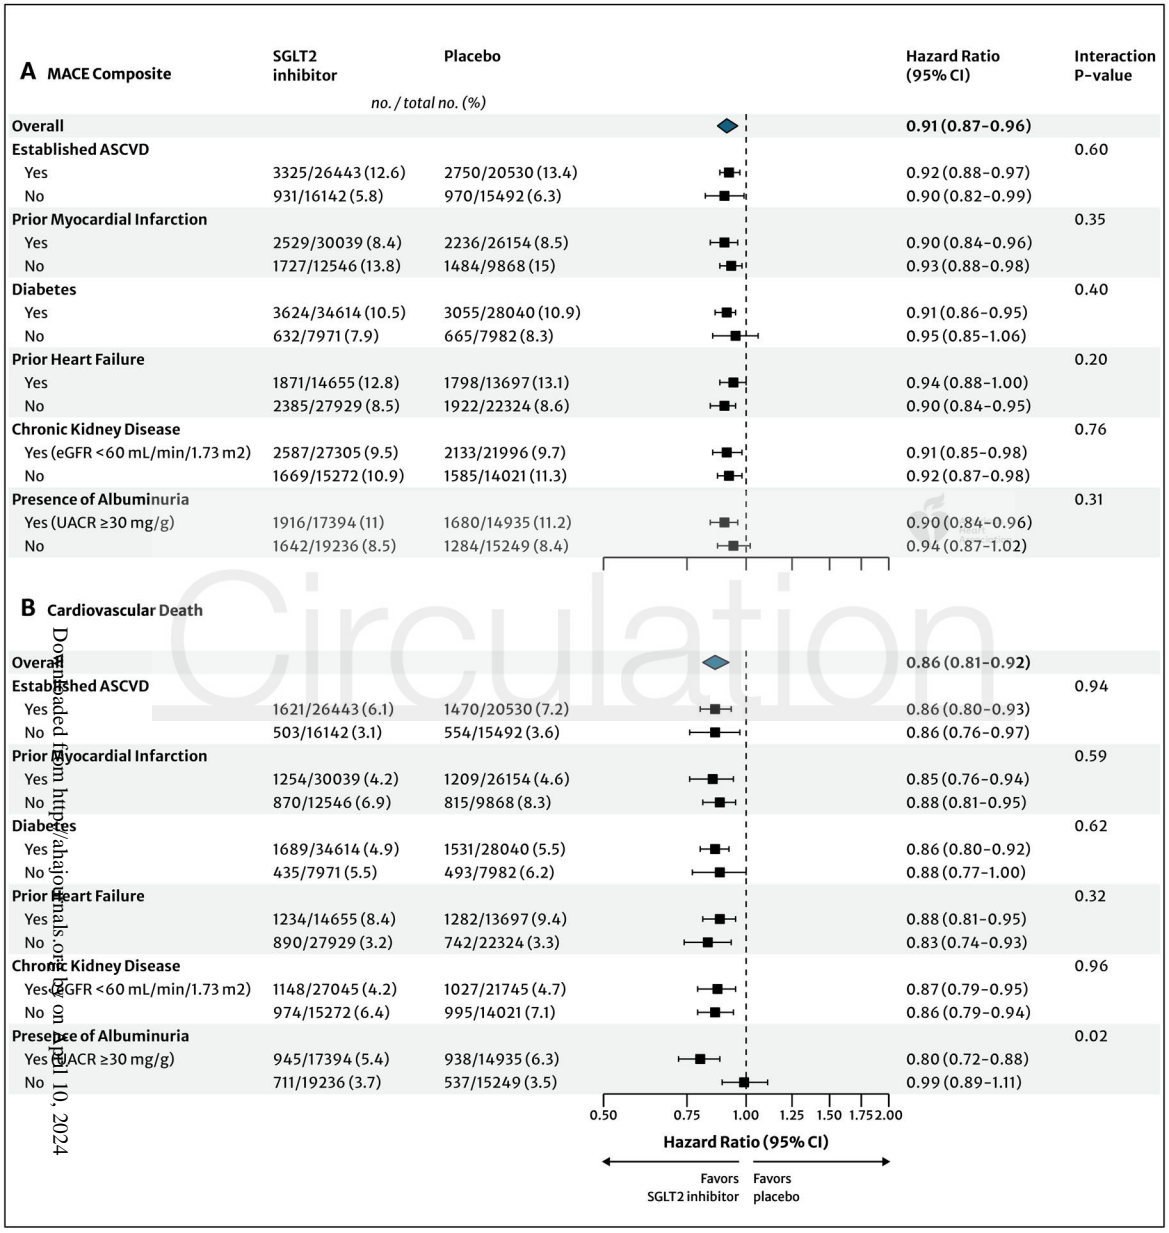 A MACE Composite SGLT2 inhibitor Placebo Hazard Ratio (95% CI) Interaction P-value
no. / total no. (%)
Overall 0.91 (0.87-0.96)
Established ASCVD 0.60
Yes 3325/26443 (12.6) 2750/20530 (13.4) 0.92 (0.88-0.97)
No 931/16142 (5.8) 970/15492 (6.3) 0.90 (0.82-0.99)
Prior Myocardial Infarction 0.35
Yes 2529/30039 (8.4) 2236/26154 (8.5) 0.90 (0.84-0.96)
No 1727/12546 (13.8) 1484/9868 (15) 0.93 (0.88-0.98)
Diabetes 0.40
Yes 3624/34614 (10.5) 3055/28040 (10.9) 0.91 (0.86-0.95)
No 632/7971 (7.9) 665/7982 (8.3) 0.95 (0.85-1.06)
Prior Heart Failure 0.20
Yes 1871/14655 (12.8) 1798/13697 (13.1) 0.94 (0.88-1.00)
No 2385/27929 (8.5) 1922/22324 (8.6) 0.90 (0.84-0.95)
Chronic Kidney Disease 0.76
Yes (eGFR <60 mL/min/1.73 m2) 2587/27305 (9.5) 2133/21996 (9.7) 0.91 (0.85-0.98)
No 1669/15272 (10.9) 1585/14021 (11.3) 0.92 (0.87-0.98)
Presence of Albuminuria 0.31
Yes (UACR ≥30 mg/g) 1916/17394 (11) 1680/14935 (11.2) 0.90 (0.84-0.96)
No 1642/19236 (8.5) 1284/15249 (8.4) 0.94 (0.87-1.02)
Circulation
B Cardiovascular Death
Overall 0.86 (0.81-0.92)
Established ASCVD 0.94
Yes 1621/26443 (6.1) 1470/20530 (7.2) 0.86 (0.80-0.93)
No 503/16142 (3.1) 554/15492 (3.6) 0.86 (0.76-0.97)
Prior Myocardial Infarction 0.59
Yes 1254/30039 (4.2) 1209/26154 (4.6) 0.85 (0.76-0.94)
No 870/12546 (6.9) 815/9868 (8.3) 0.88 (0.81-0.95)
Diabetes 0.62
Yes 1689/34614 (4.9) 1531/28040 (5.5) 0.86 (0.80-0.92)
No 435/7971 (5.5) 493/7982 (6.2) 0.88 (0.77-1.00)
Prior Heart Failure 0.32
Yes 1234/14655 (8.4) 1282/13697 (9.4) 0.88 (0.81-0.95)
No 890/27929 (3.2) 742/22324 (3.3) 0.83 (0.74-0.93)
Chronic Kidney Disease 0.96
Yes (eGFR <60 mL/min/1.73 m2) 1148/27045 (4.2) 1027/21745 (4.7) 0.87 (0.79-0.95)
No 974/15272 (6.4) 995/14021 (7.1) 0.86 (0.79-0.94)
Presence of Albuminuria 0.02
Yes (UACR ≥30 mg/g) 945/17394 (5.4) 938/14935 (6.3) 0.80 (0.72-0.88)
No 711/19236 (3.7) 537/15249 (3.5) 0.99 (0.89-1.11)
0.50 0.75 1.00 1.25 1.50 1.75 2.00
Hazard Ratio (95% CI)
Favors SGLT2 inhibitor
Favors placebo
Downloaded from http://ahajournals.org by on April 10, 2024